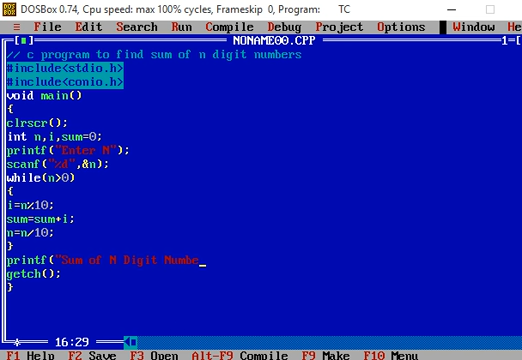 DOSBox 0.74, Cpu speed: max 100% cycles, Frameskip 0, Program: TC
≡ File Edit Search Run Compile Debug Project Options Window He
[■] NONAME00.CPP 1=[
// c program to find sum of n digit numbers
#include<stdio.h>
#include<conio.h>
void main()
{
clrscr();
int n,i,sum=0;
printf("Enter N");
scanf("%d",&n);
while(n>0)
{
i=n%10;
sum=sum+i;
n=n/10;
}
printf("Sum of N Digit Numbe_
getch();
}
16:29
F1 Help F2 Save F3 Open Alt-F9 Compile F9 Make F10 Menu